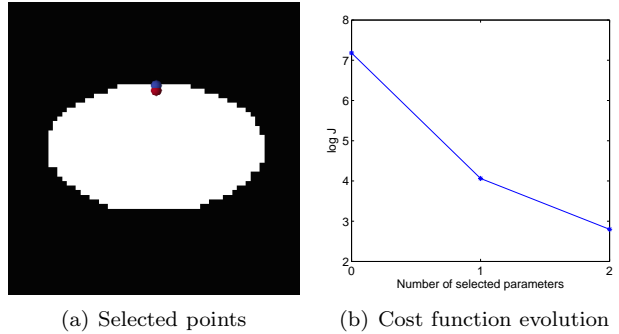 8
7
6
5
4
3
2
log J
0
1
2
Number of selected parameters
(a) Selected points
(b) Cost function evolution